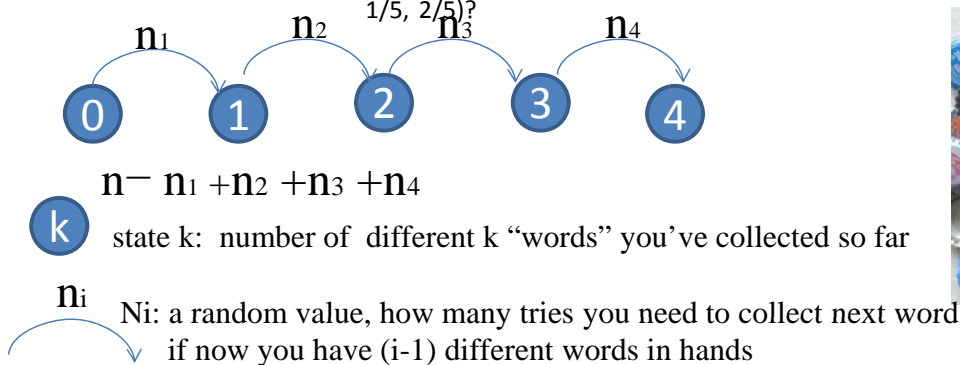 1/5, 2/5)?
n1 n2 n3 n4
0 1 2 3 4
n− n1 +n2 +n3 +n4
k state k: number of different k “words” you’ve collected so far
ni
Ni: a random value, how many tries you need to collect next word
if now you have (i-1) different words in hands